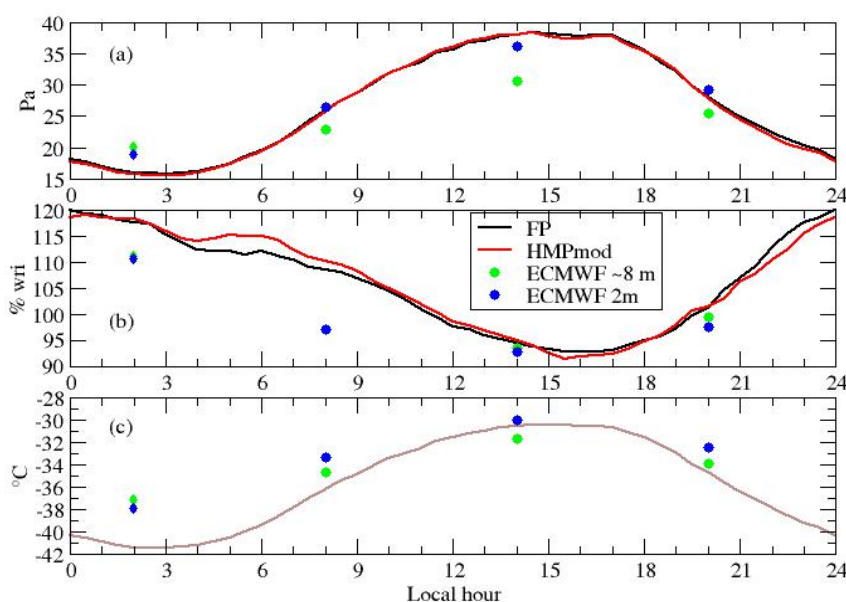 40
35
30
25
20
15
Pa
(a)
0 3 6 9 12 15 18 21 24
120
115
110
105
100
95
90
% wri
(b)
FP
HMPmod
ECMWF ~8 m
ECMWF 2m
0 3 6 9 12 15 18 21 24
-28
-30
-32
-34
-36
-38
-40
-42
°C
(c)
0 3 6 9 12 15 18 21 24
Local hour